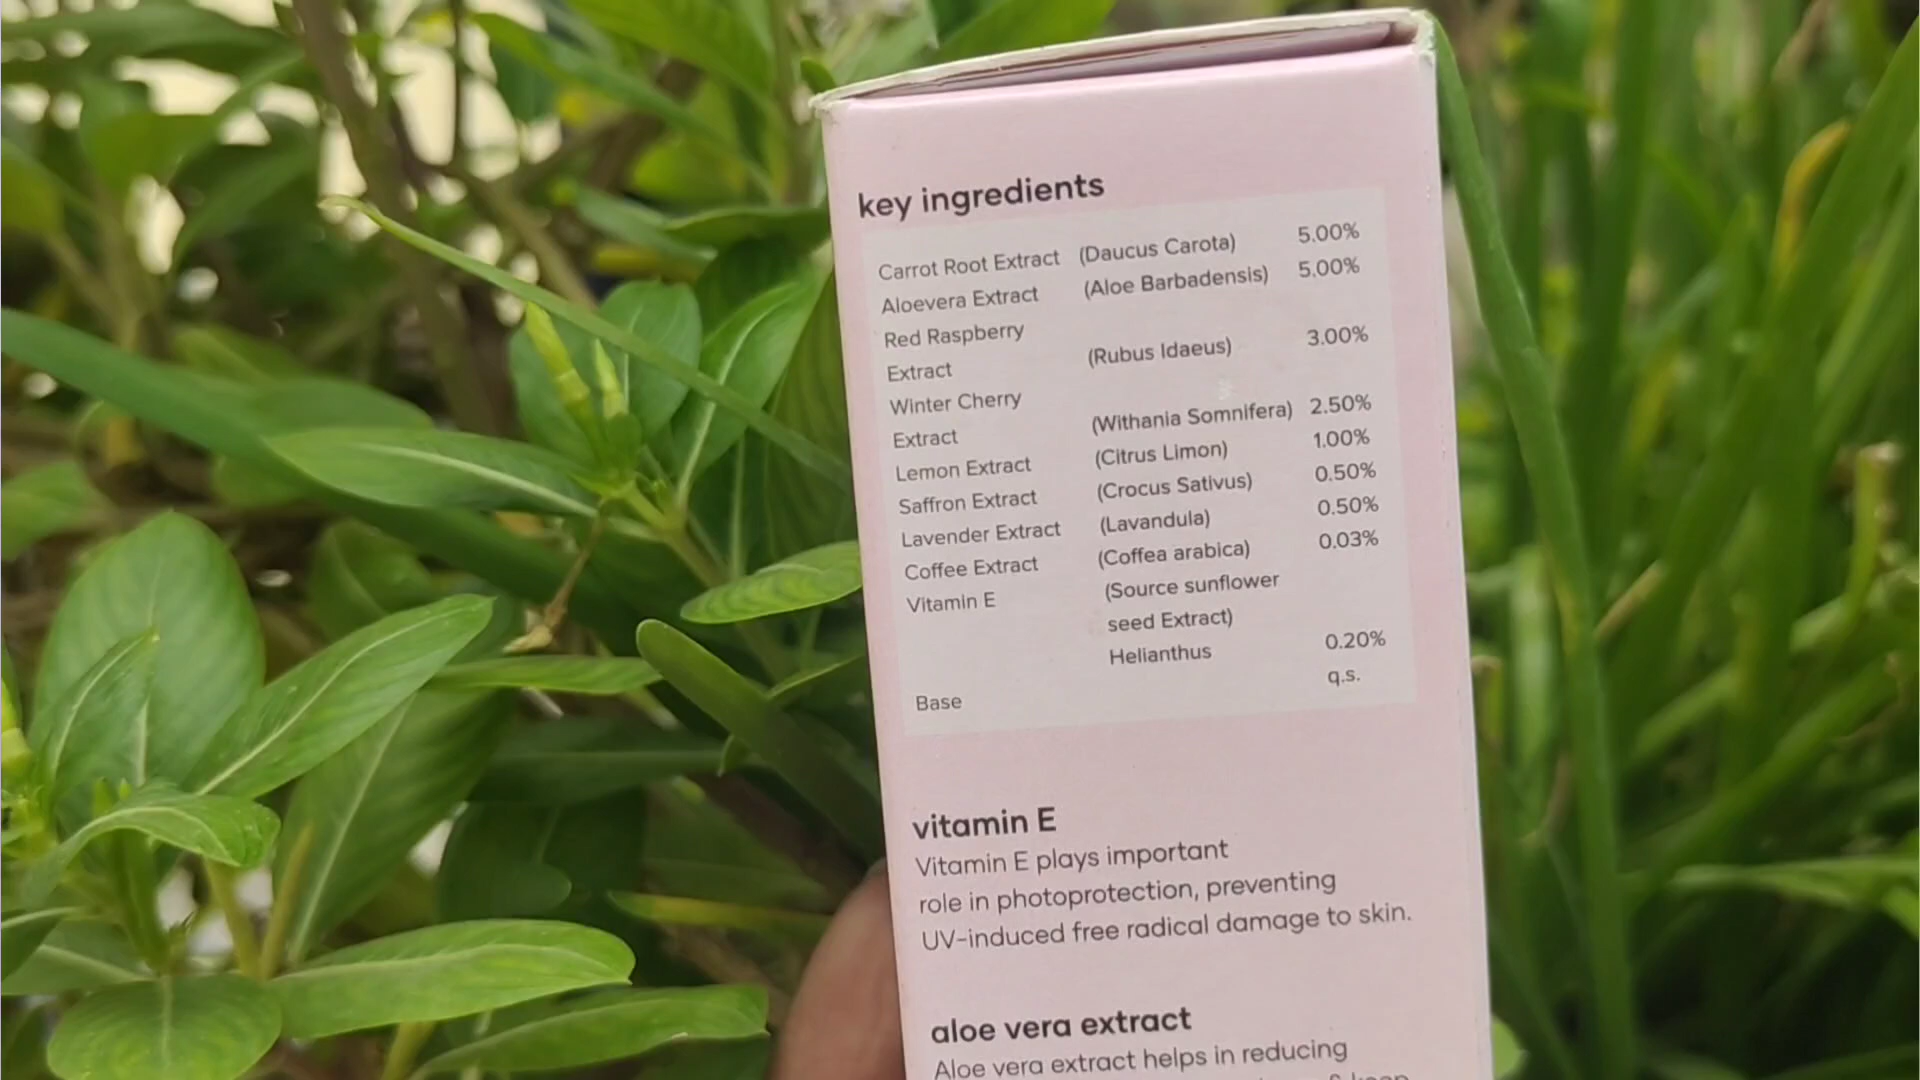 key ingredients
Carrot Root Extract (Daucus Carota) 5.00%
Aloevera Extract (Aloe Barbadensis) 5.00%
Red Raspberry
Extract (Rubus Idaeus) 3.00%
Winter Cherry
Extract (Withania Somnifera) 2.50%
Lemon Extract (Citrus Limon) 1.00%
Saffron Extract (Crocus Sativus) 0.50%
Lavender Extract (Lavandula) 0.50%
Coffee Extract (Coffea arabica) 0.03%
Vitamin E (Source sunflower
seed Extract)
Helianthus 0.20%
Base q.s.
vitamin E
Vitamin E plays important
role in photoprotection, preventing
UV-induced free radical damage to skin.
aloe vera extract
Aloe vera extract helps in reducing